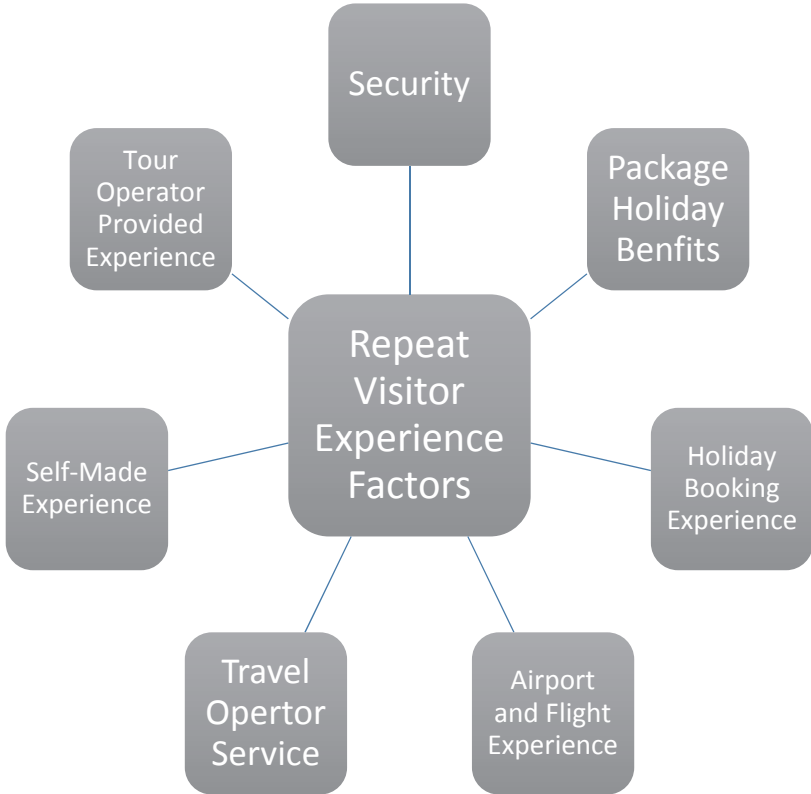 Security
Package
Holiday
Benfits
Holiday
Booking
Experience
Airport
and Flight
Experience
Travel
Opertor
Service
Self-Made
Experience
Tour
Operator
Provided
Experience
Repeat
Visitor
Experience
Factors